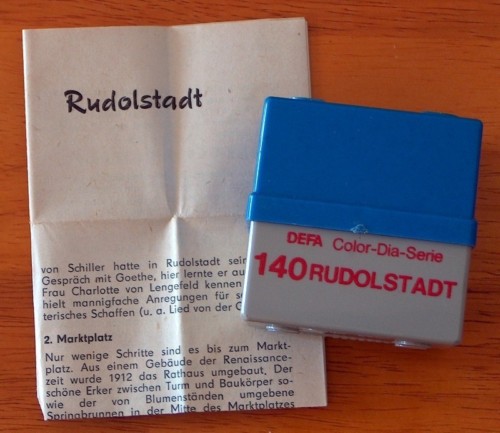 Rudolstadt
von Schiller hatte in Rudolstadt sein
Gespräch mit Goethe, hier lernte er au
Frau Charlotte von Lengefeld kennen
hielt mannigfache Anregungen für s
terisches Schaffen (u. a. Lied von der G
2. Marktplatz
Nur wenige Schritte sind es bis zum Markt-
platz. Aus einem Gebäude der Renaissance-
zeit wurde 1912 das Rathaus umgebaut. Der
schöne Erker zwischen Turm und Baukörper so-
wie der von Blumenständen umgebene
Springbrunnen in der Mitte des Marktplatzes
DEFA Color-Dia-Serie
140 RUDOLSTADT